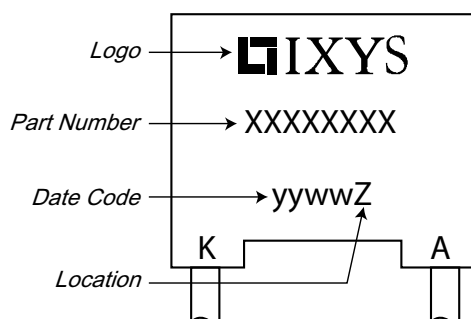 Logo IXYS
Part Number XXXXXXXX
Date Code yywwZ
K A
Location